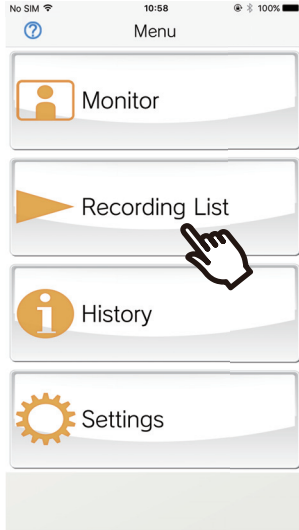 No SIM 10:58 100%
? Menu
Monitor
Recording List
i History
Settings